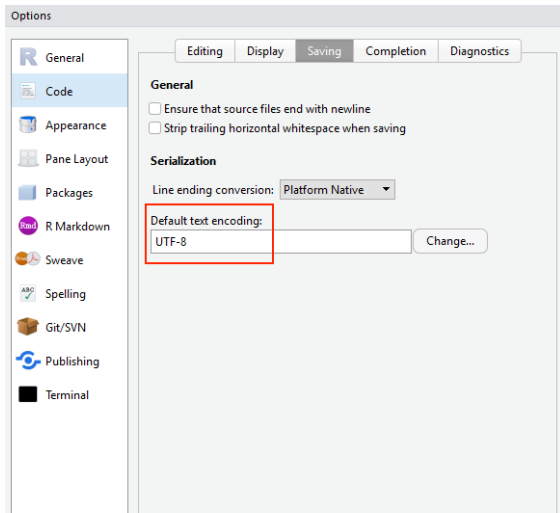 Options
R General
Code
Appearance
Pane Layout
Packages
Rmd R Markdown
Sweave
ABC Spelling
Git/SVN
Publishing
Terminal
Editing Display Saving Completion Diagnostics
General
Ensure that source files end with newline
Strip trailing horizontal whitespace when saving
Serialization
Line ending conversion: Platform Native
Default text encoding:
UTF-8 Change...